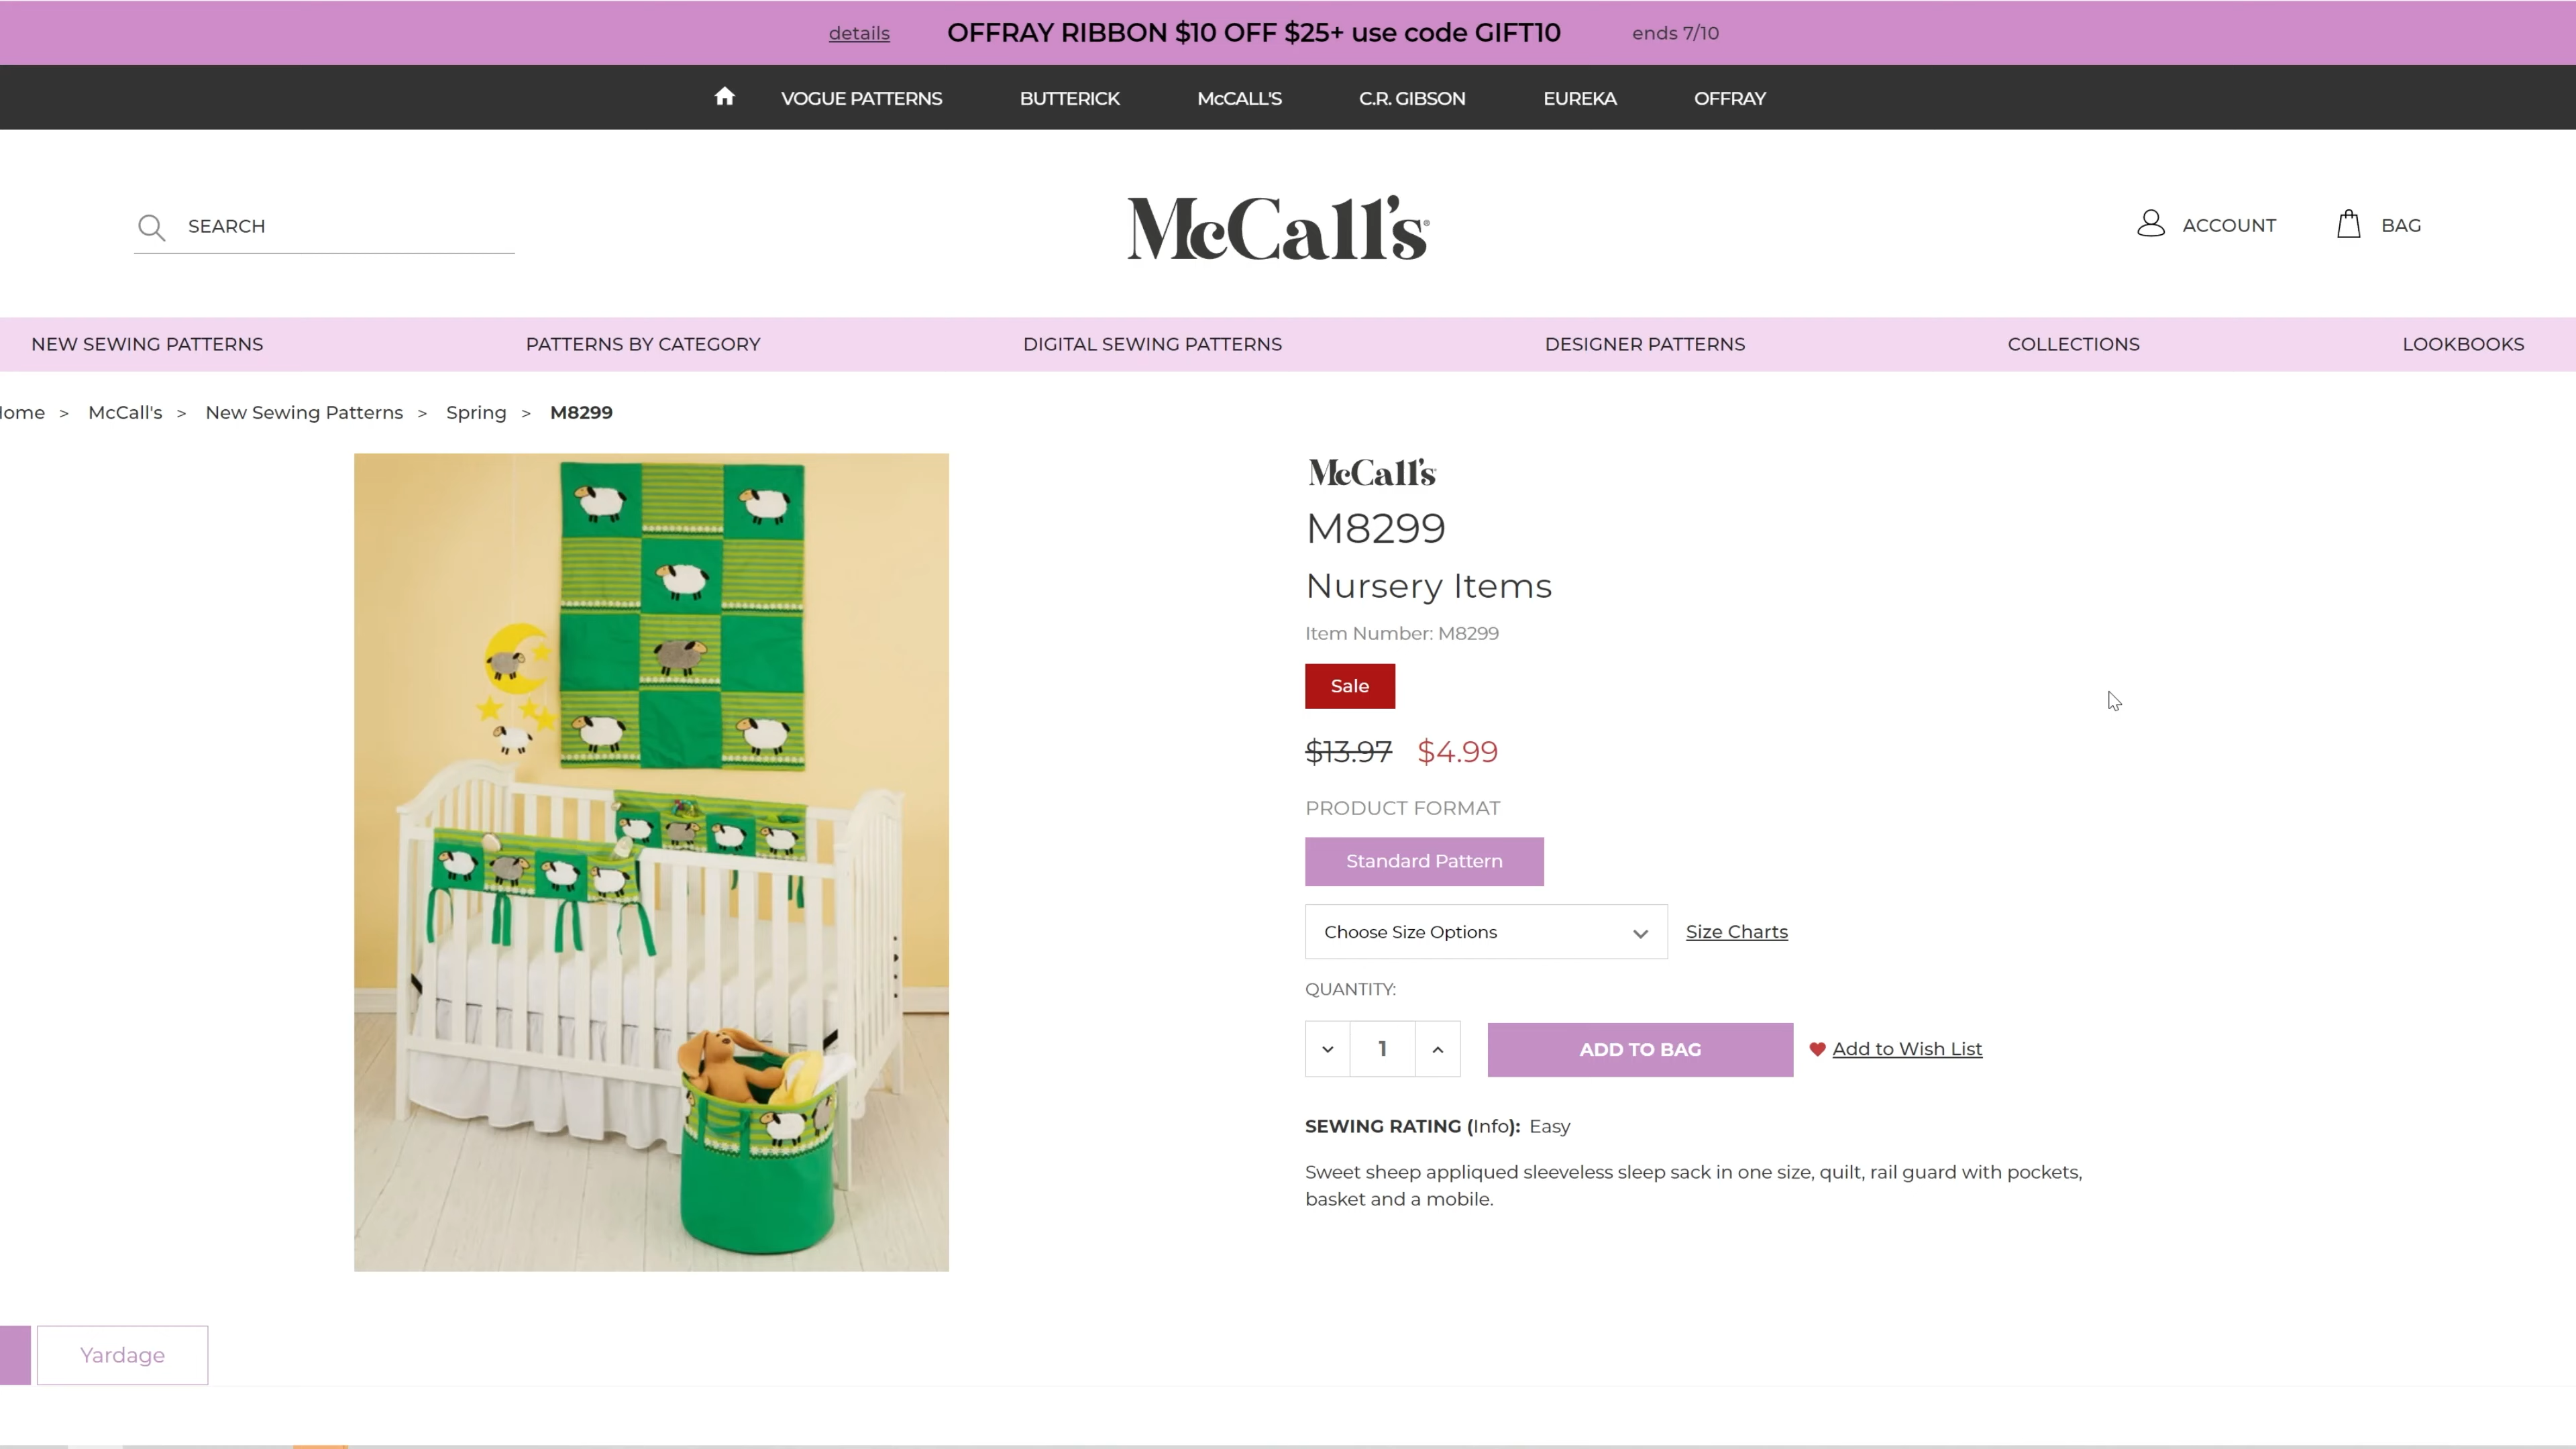 details OFFRAY RIBBON $10 OFF $25+ use code GIFT10 ends 7/10
VOGUE PATTERNS BUTTERICK McCALL'S C.R. GIBSON EUREKA OFFRAY
SEARCH
McCall's
ACCOUNT BAG
NEW SEWING PATTERNS PATTERNS BY CATEGORY DIGITAL SEWING PATTERNS DESIGNER PATTERNS COLLECTIONS LOOKBOOKS
ome > McCall's > New Sewing Patterns > Spring > M8299
McCall's
M8299
Nursery Items
Item Number: M8299
Sale
$13.97 $4.99
PRODUCT FORMAT
Standard Pattern
Choose Size Options Size Charts
QUANTITY:
1 ADD TO BAG Add to Wish List
SEWING RATING (Info): Easy
Sweet sheep appliqued sleeveless sleep sack in one size, quilt, rail guard with pockets,
basket and a mobile.
Yardage